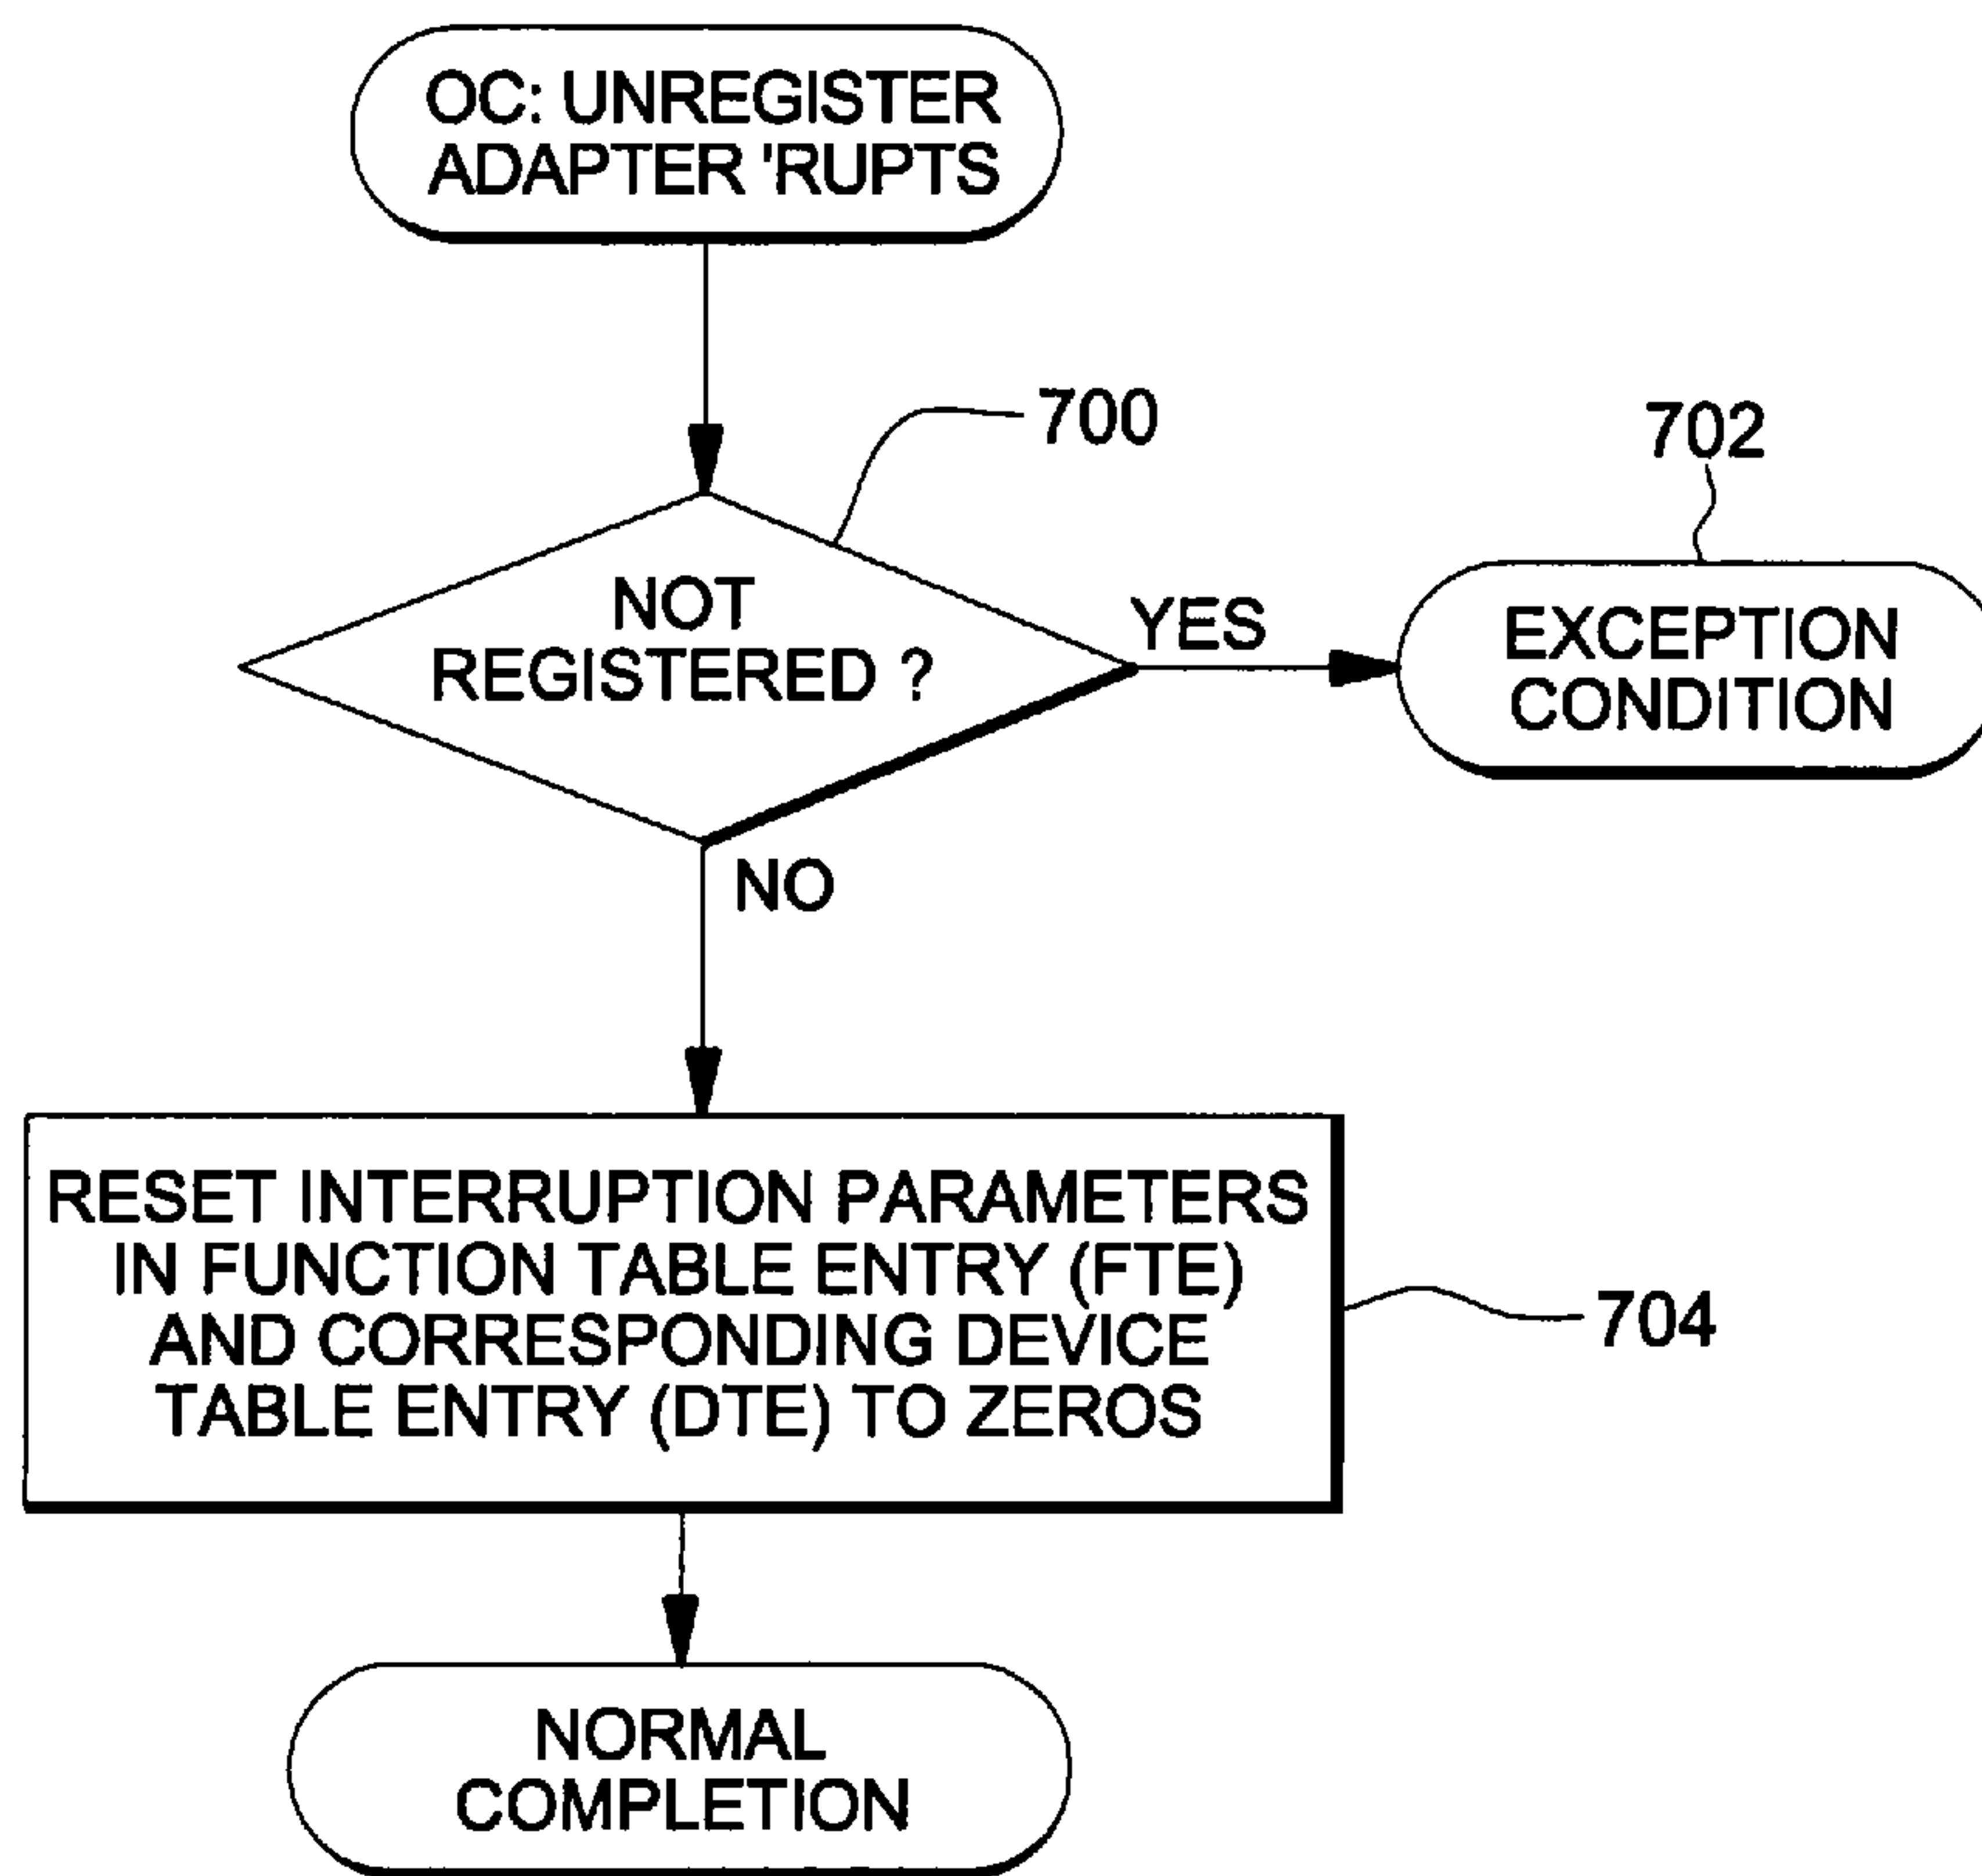 OC: UNREGISTER
ADAPTER 'RUPTS
700
702
NOT
REGISTERED ?
YES
EXCEPTION
CONDITION
NO
RESET INTERRUPTION PARAMETERS
IN FUNCTION TABLE ENTRY (FTE)
AND CORRESPONDING DEVICE
TABLE ENTRY (DTE) TO ZEROS
704
NORMAL
COMPLETION